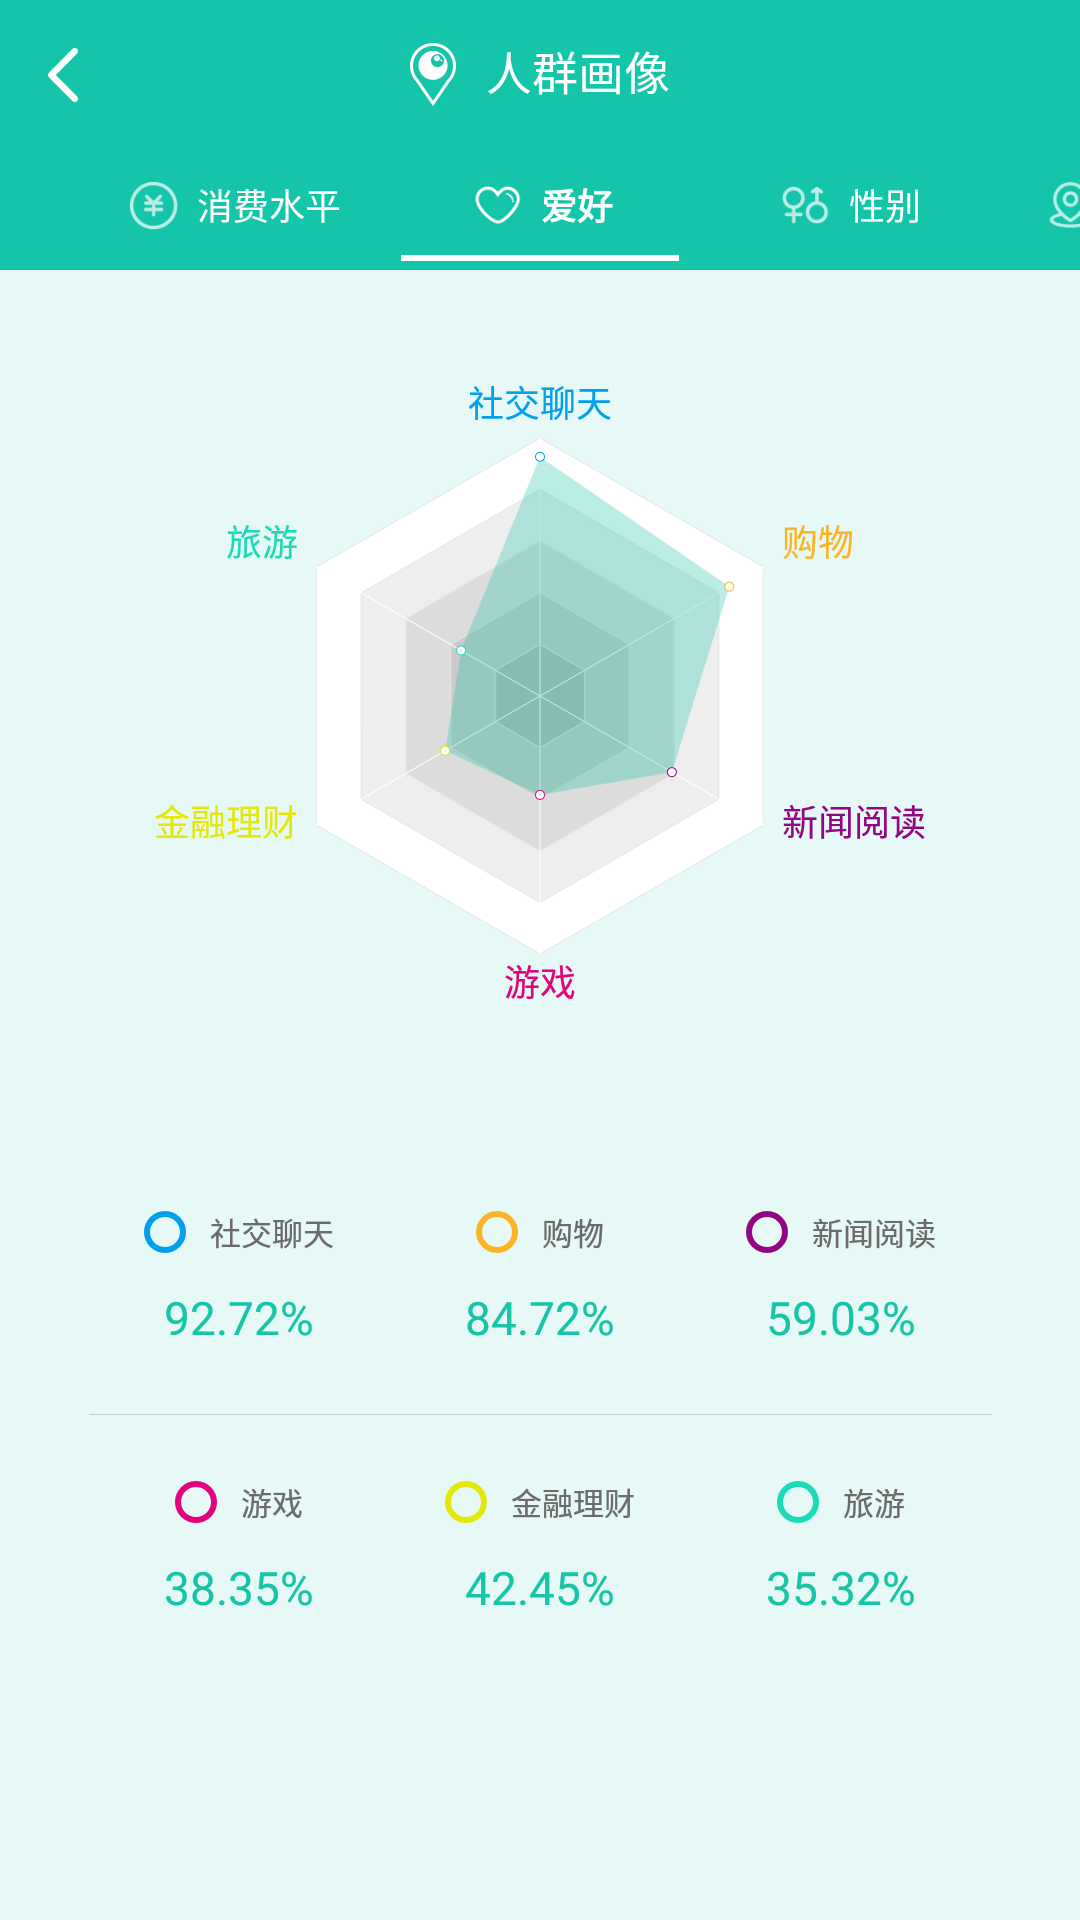 人群画像
消费水平 爱好 性别
社交聊天
旅游 购物
金融理财 新闻阅读
游戏
社交聊天 购物 新闻阅读
92.72% 84.72% 59.03%
游戏 金融理财 旅游
38.35% 42.45% 35.32%